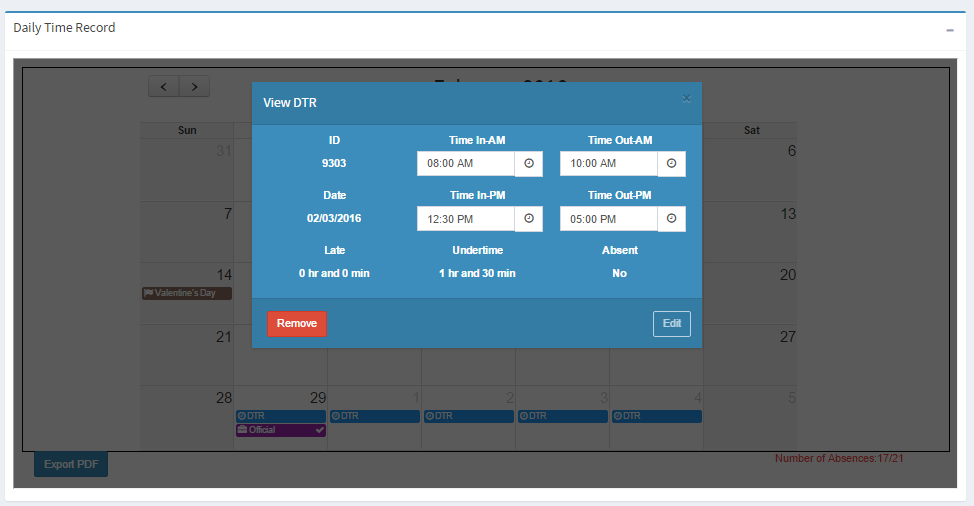 Daily Time Record
View DTR
×
Sun
Sat
31
6
7
13
14
20
Valentine's Day
21
27
28
29
1
2
3
4
5
DTR
DTR
DTR
DTR
DTR
Official
ID
Time In-AM
Time Out-AM
9303
08:00 AM
10:00 AM
Date
Time In-PM
Time Out-PM
02/03/2016
12:30 PM
05:00 PM
Late
Undertime
Absent
0 hr and 0 min
1 hr and 30 min
No
Remove
Edit
Export PDF
Number of Absences:17/21